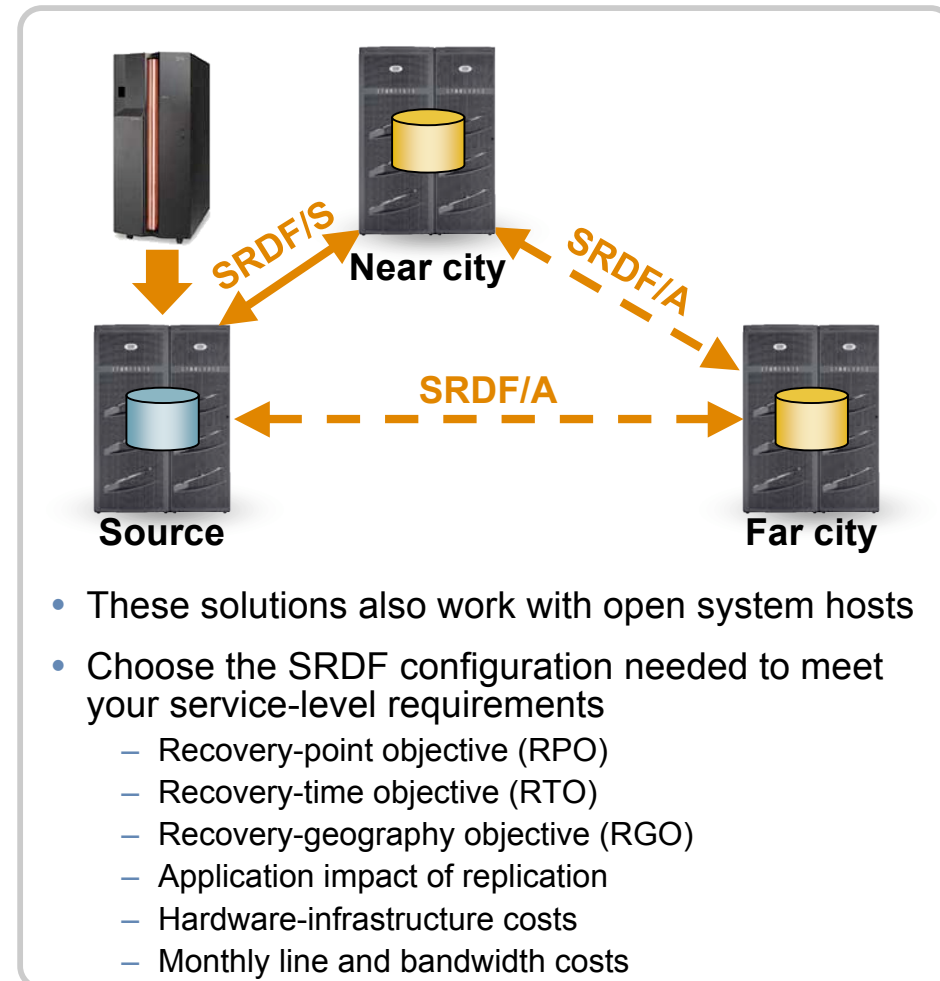 SRDF/S
Near city
SRDF/A
SRDF/A
Source
Far city
• These solutions also work with open system hosts
• Choose the SRDF configuration needed to meet
your service-level requirements
– Recovery-point objective (RPO)
– Recovery-time objective (RTO)
– Recovery-geography objective (RGO)
– Application impact of replication
– Hardware-infrastructure costs
– Monthly line and bandwidth costs